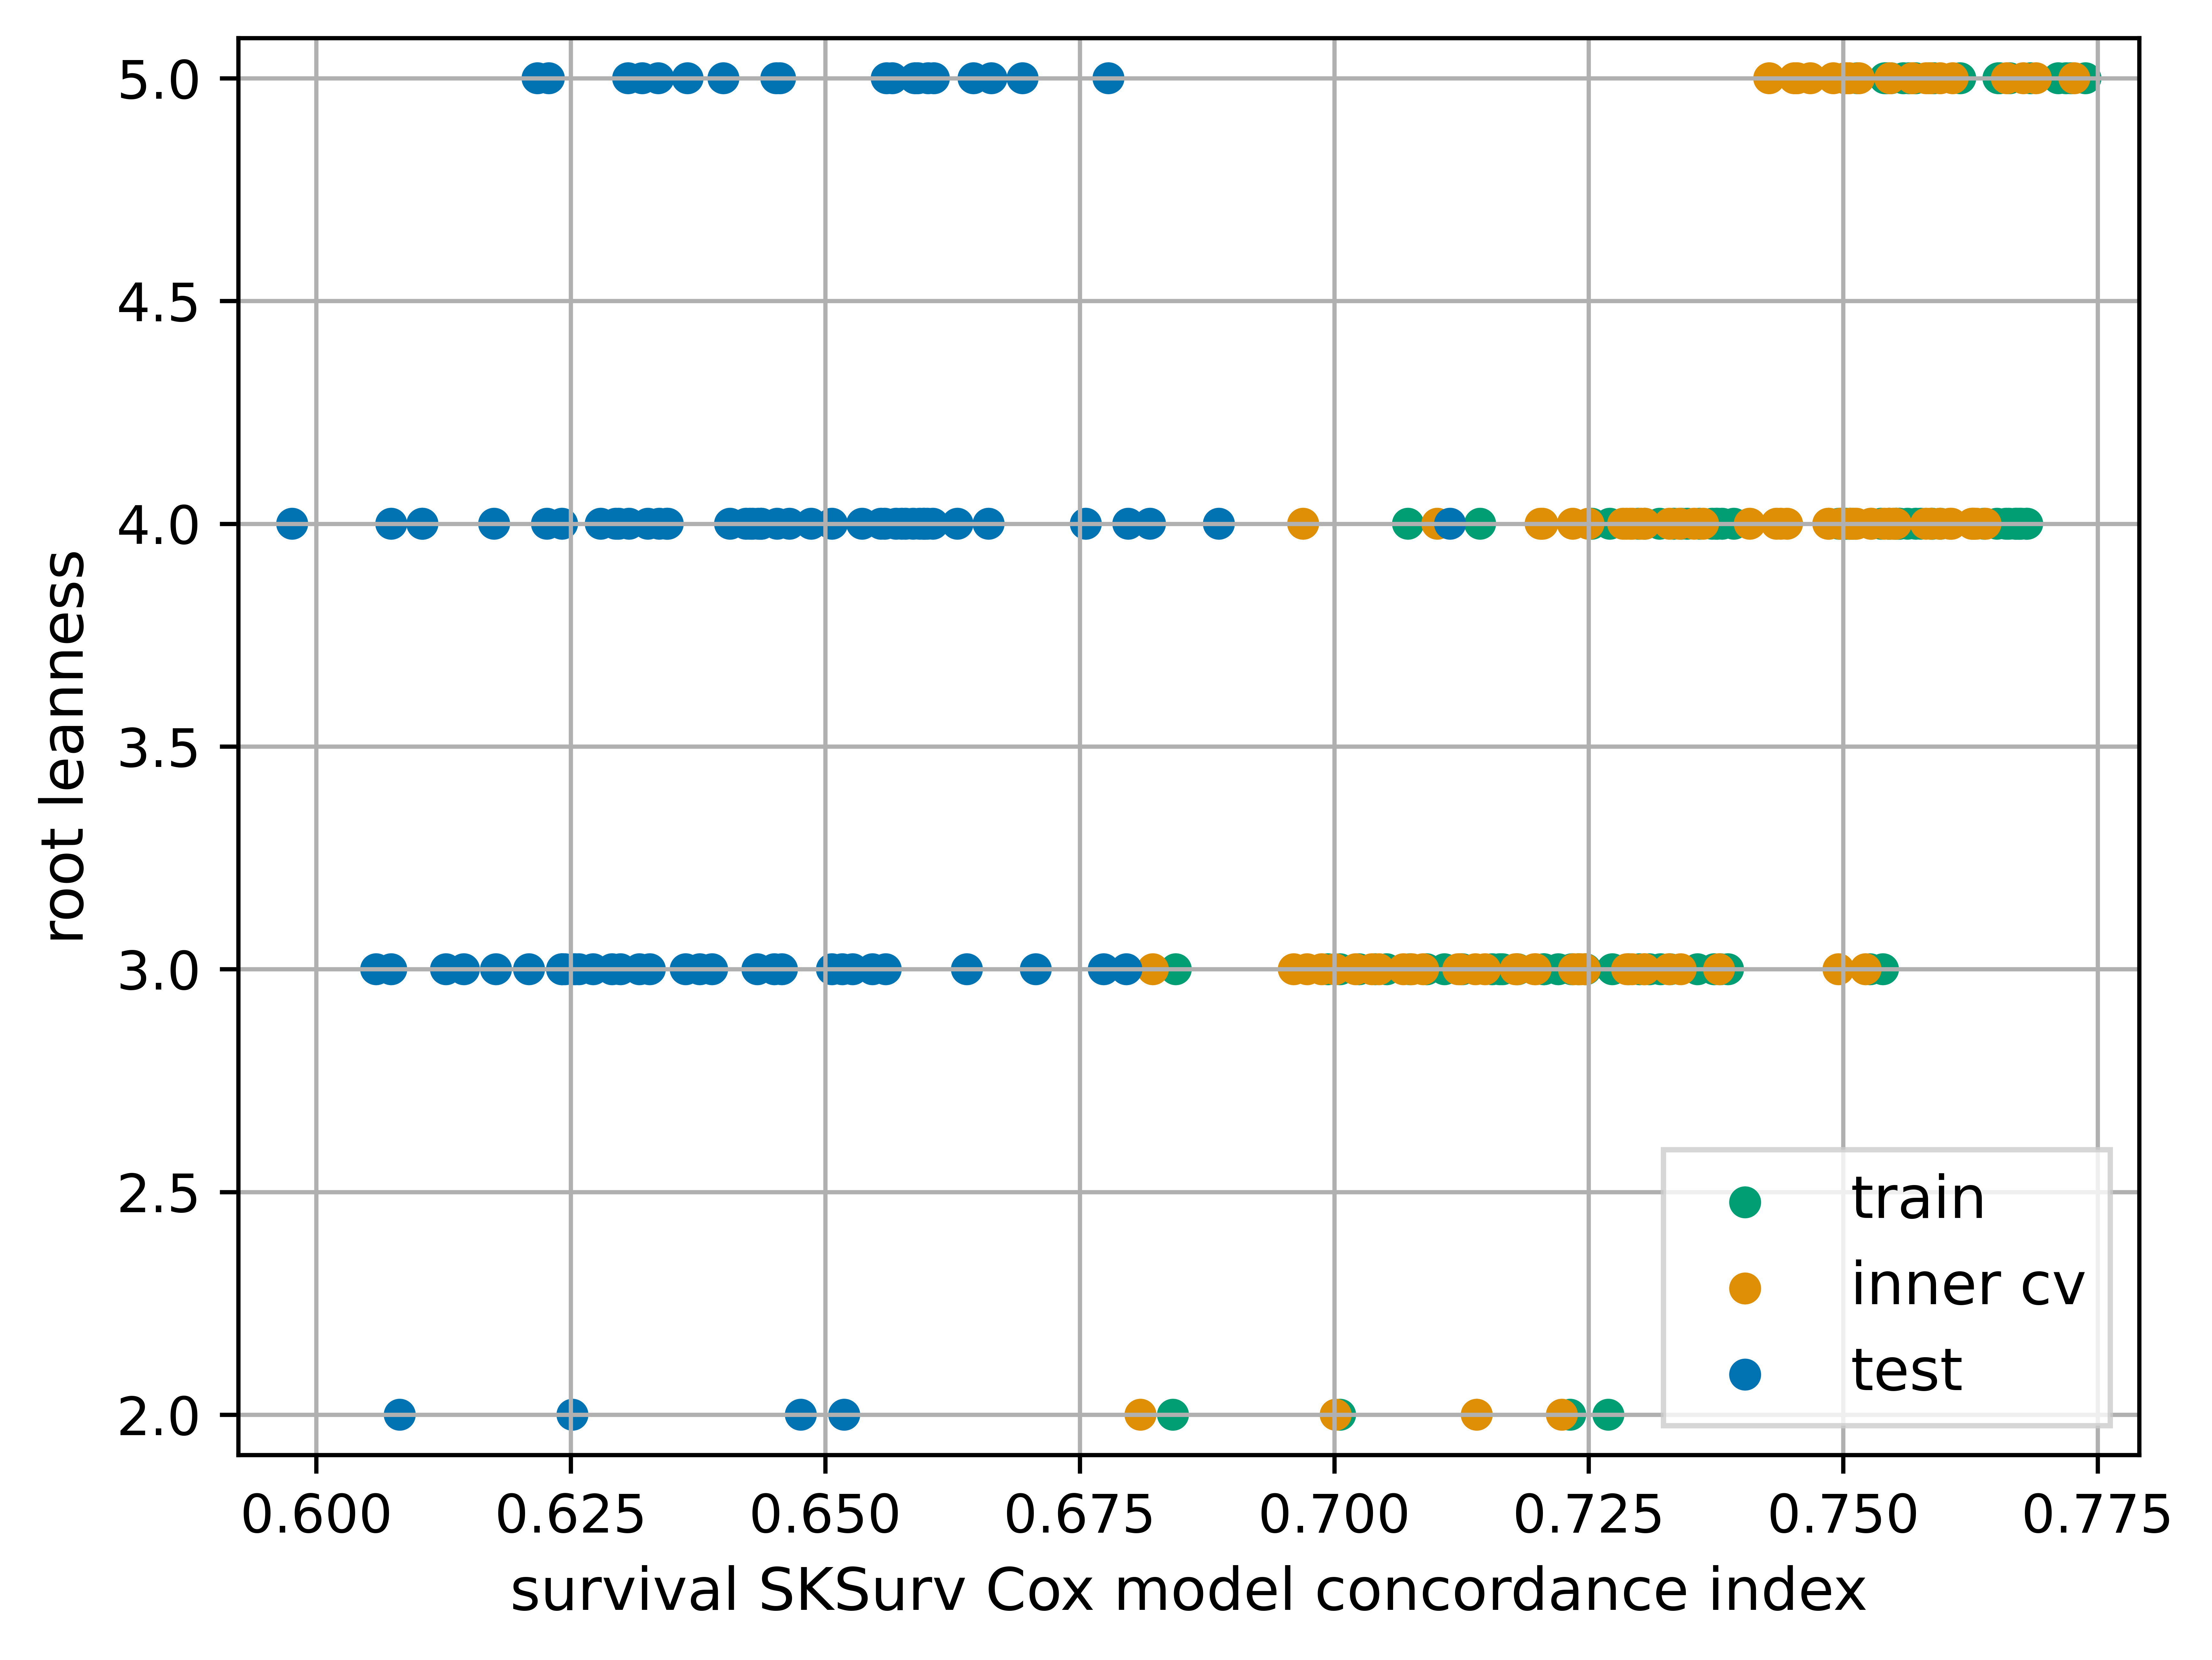 5.0
4.5
4.0
3.5
3.0
2.5
2.0
root leanness
train
inner cv
test
0.600 0.625 0.650 0.675 0.700 0.725 0.750 0.775
survival SKSurv Cox model concordance index